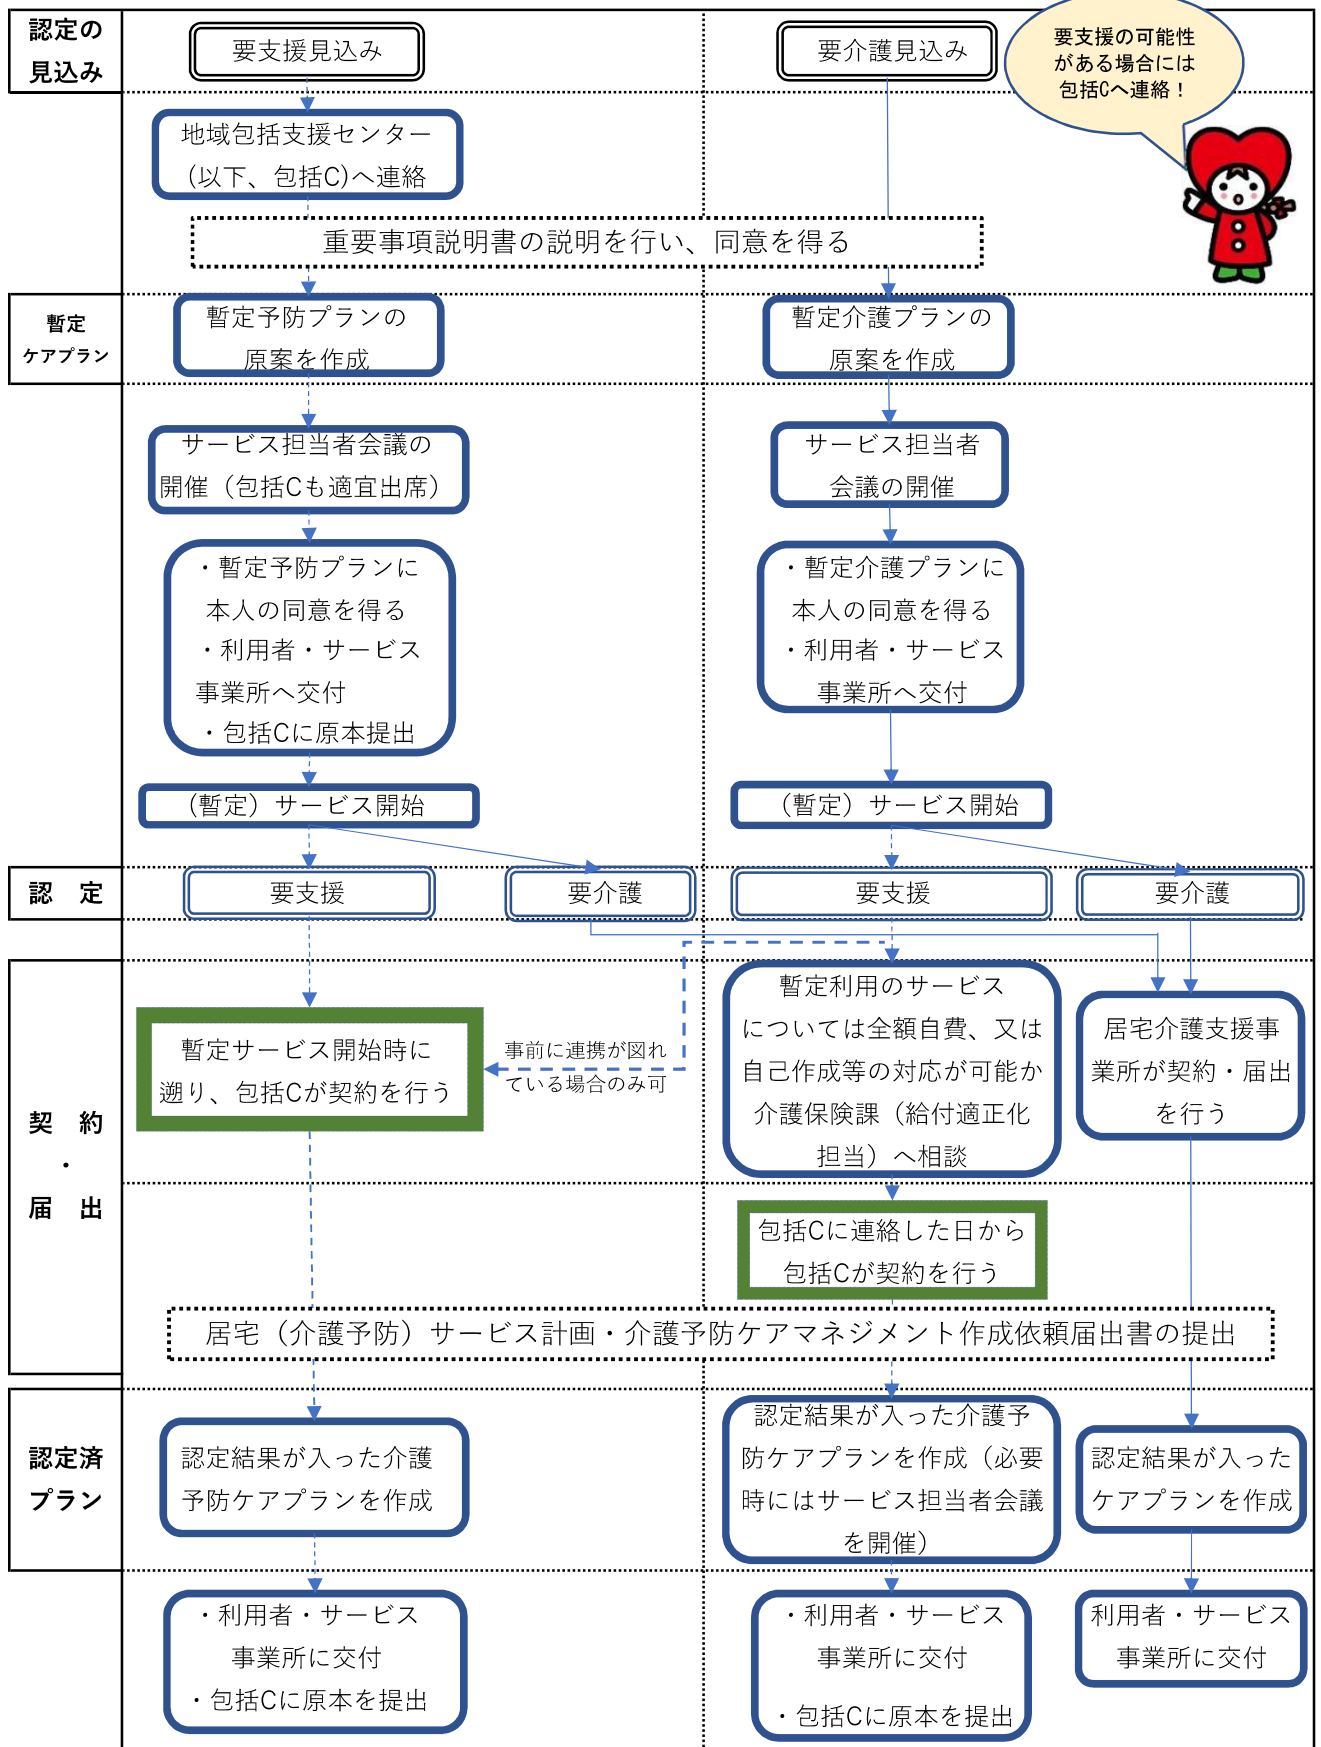 認定の
見込み
要支援見込み
要介護見込み
要支援の可能性
がある場合には
包括Cへ連絡！
地域包括支援センター
(以下、包括C)へ連絡
重要事項説明書の説明を行い、同意を得る
暫定
ケアプラン
暫定予防プランの
原案を作成
暫定介護プランの
原案を作成
サービス担当者会議の
開催（包括Cも適宜出席）
サービス担当者
会議の開催
・暫定予防プランに
本人の同意を得る
・利用者・サービス
事業所へ交付
・包括Cに原本提出
・暫定介護プランに
本人の同意を得る
・利用者・サービス
事業所へ交付
（暫定）サービス開始
（暫定）サービス開始
認　定
要支援
要介護
要支援
要介護
契　約
・
届　出
暫定サービス開始時に
遡り、包括Cが契約を行う
事前に連携が図れ
ている場合のみ可
暫定利用のサービス
については全額自費、又は
自己作成等の対応が可能か
介護保険課（給付適正化
担当）へ相談
居宅介護支援事
業所が契約・届出
を行う
包括Cに連絡した日から
包括Cが契約を行う
居宅（介護予防）サービス計画・介護予防ケアマネジメント作成依頼届出書の提出
認定済
プラン
認定結果が入った介護
予防ケアプランを作成
認定結果が入った介護予
防ケアプランを作成（必要
時にはサービス担当者会議
を開催）
認定結果が入った
ケアプランを作成
・利用者・サービス
事業所に交付
・包括Cに原本を提出
・利用者・サービス
事業所に交付
・包括Cに原本を提出
利用者・サービス
事業所に交付